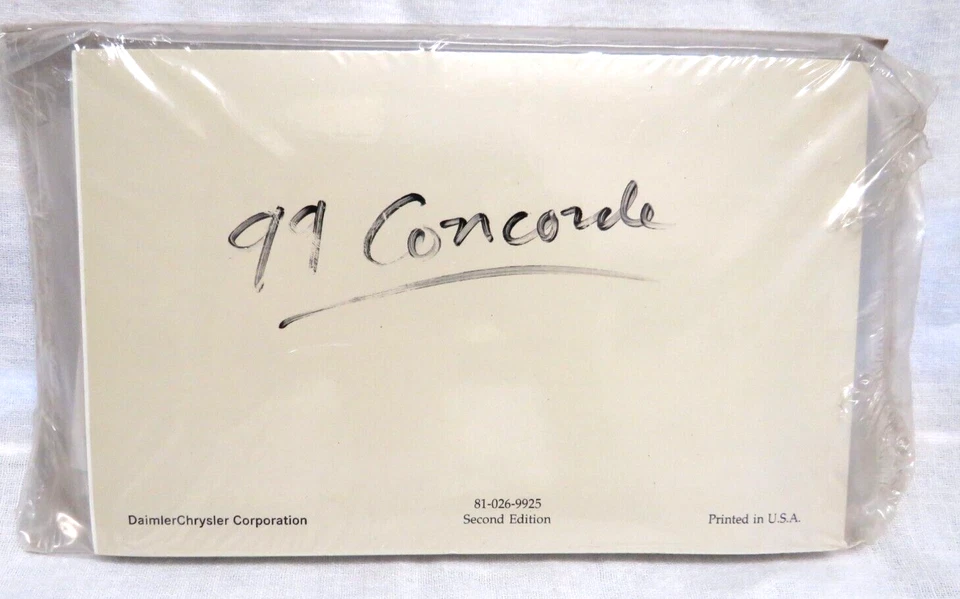 99 Concorde
81-026-9925
DaimlerChrysler Corporation Second Edition Printed in U.S.A.